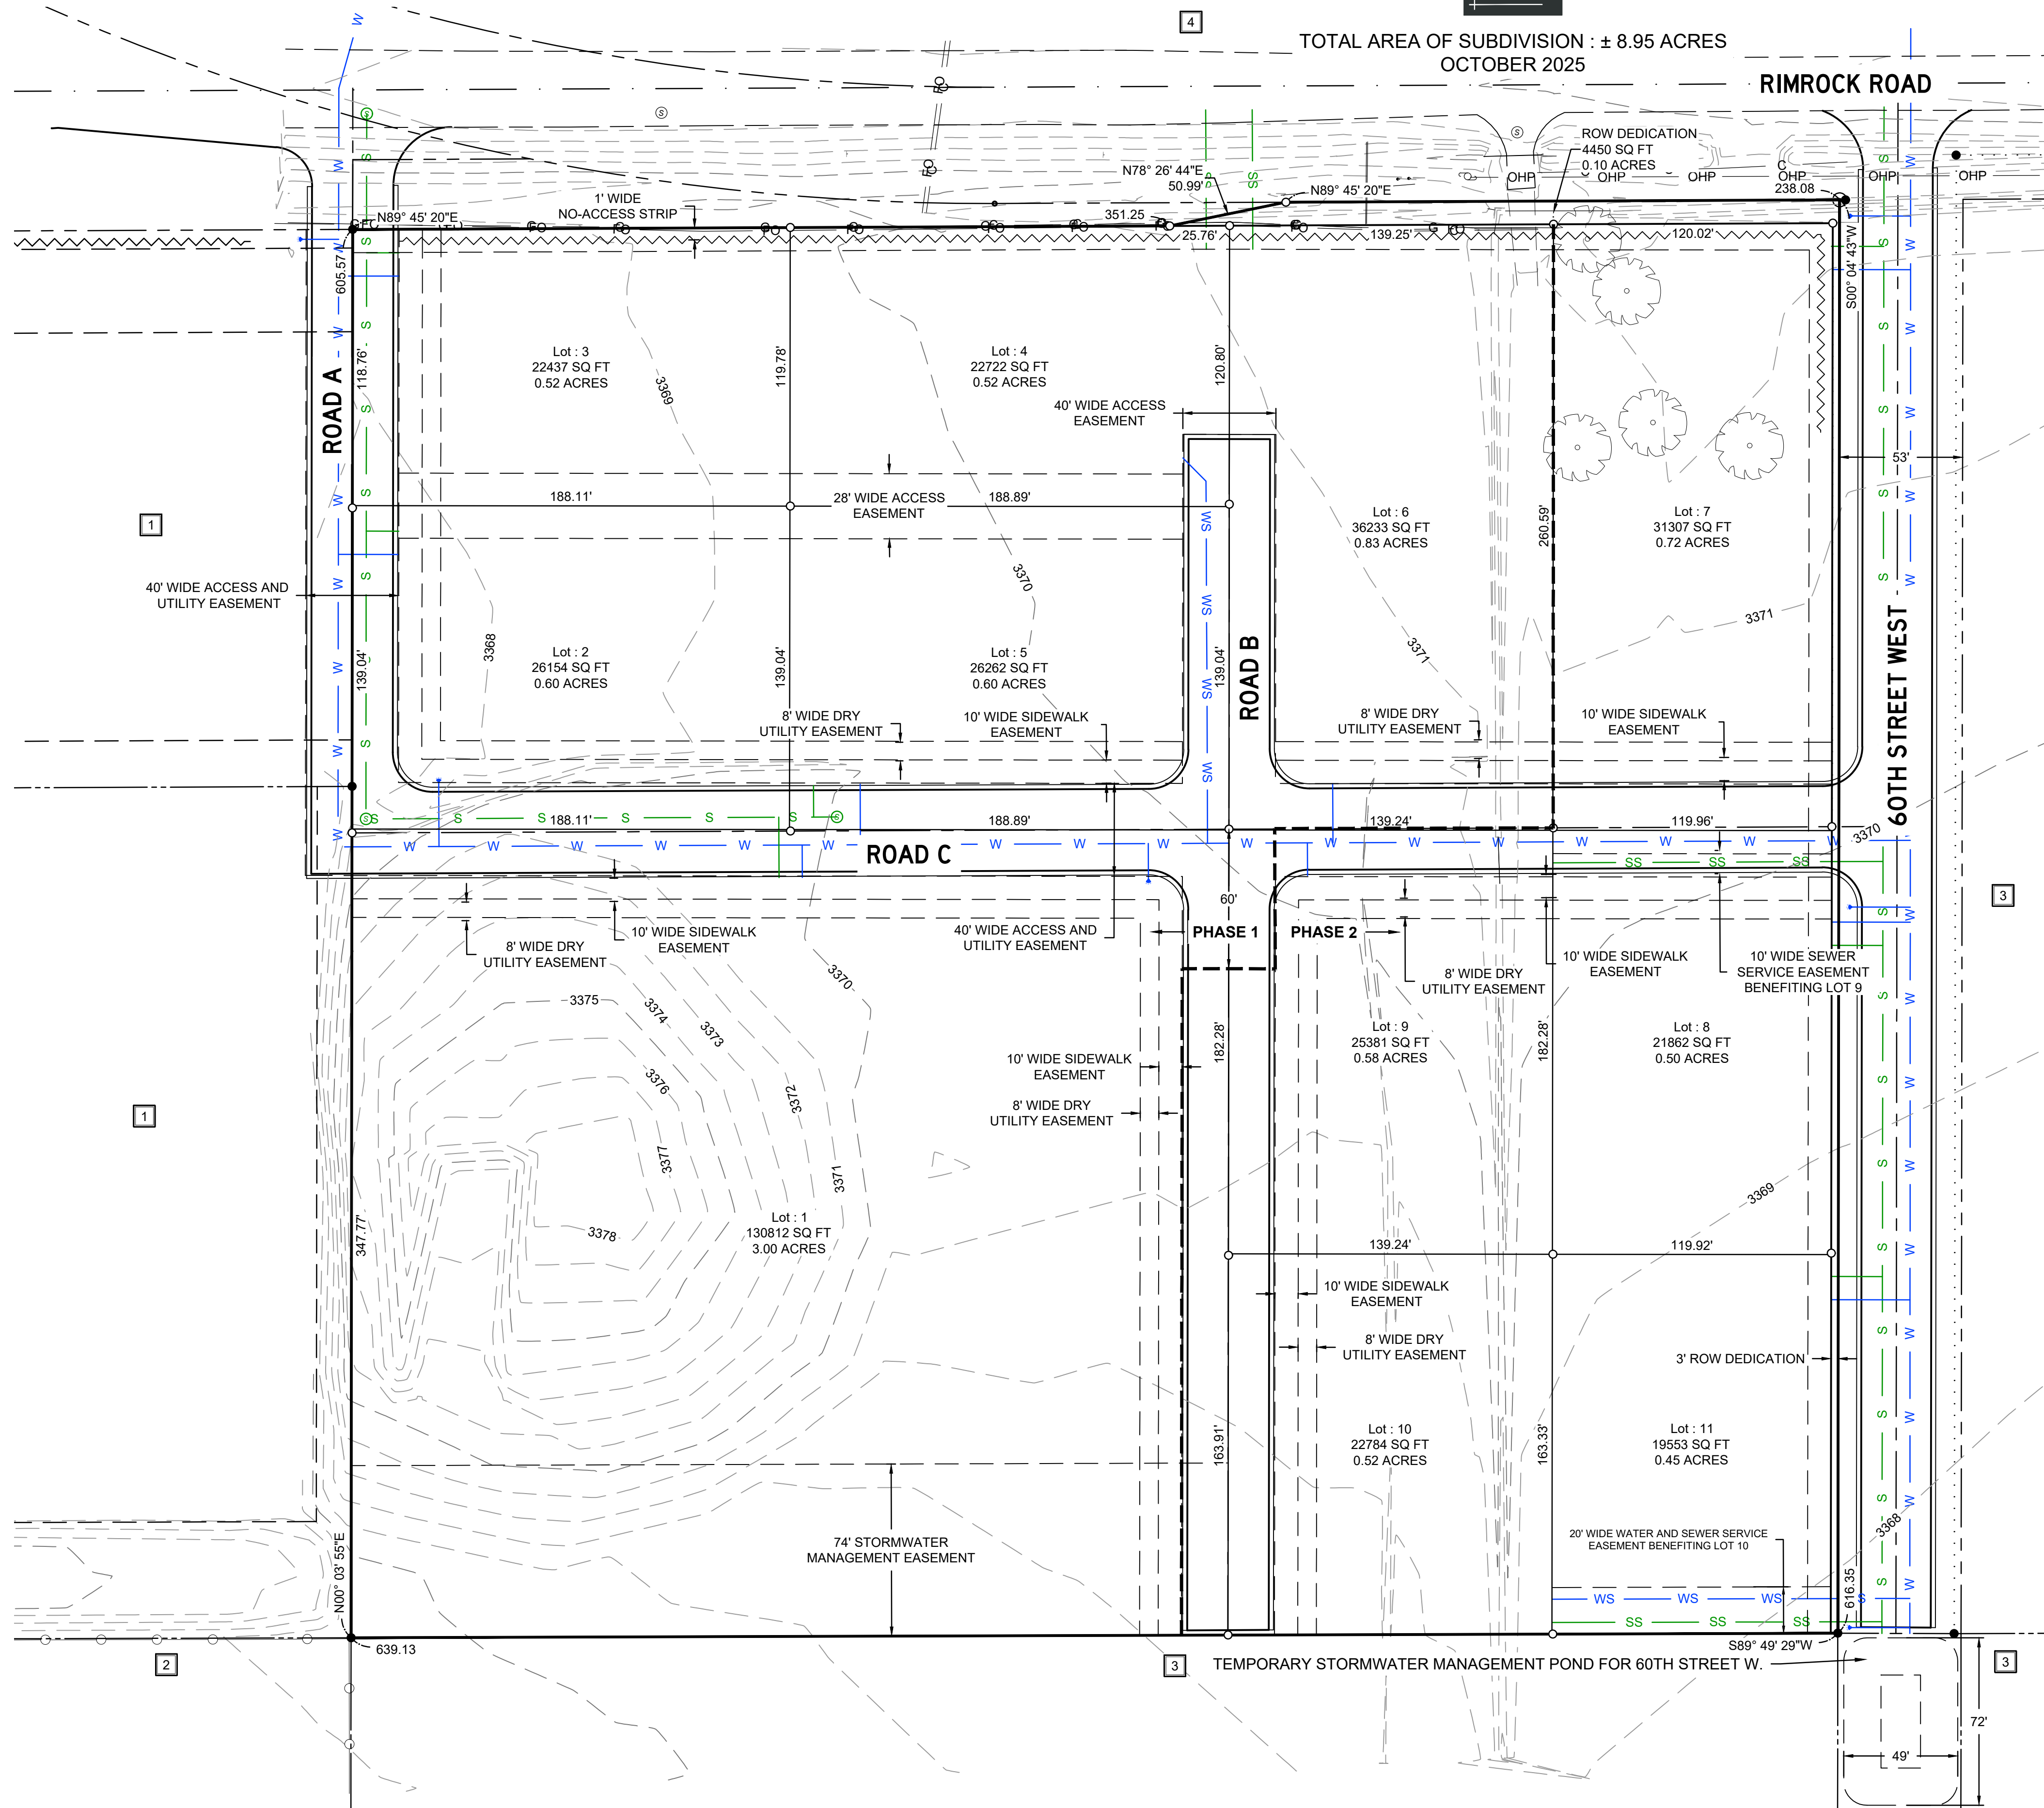 4
TOTAL AREA OF SUBDIVISION : ± 8.95 ACRES
OCTOBER 2025
RIMROCK ROAD
ROW DEDICATION
4450 SQ FT
0.10 ACRES
OHP
OHP
OHP
OHP
OHP
OHP
N78° 26' 44"E
50.99'
N89° 45' 20"E
238.08
1' WIDE
NO-ACCESS STRIP
N89° 45' 20"E
351.25
25.76'
139.25'
120.02'
605.57
S00° 04' 43"W
ROAD A
118.76'
Lot : 3
22437 SQ FT
0.52 ACRES
3369
119.78'
Lot : 4
22722 SQ FT
0.52 ACRES
120.80'
40' WIDE ACCESS
EASEMENT
53'
188.11'
28' WIDE ACCESS
EASEMENT
188.89'
1
Lot : 6
36233 SQ FT
0.83 ACRES
260.59'
Lot : 7
31307 SQ FT
0.72 ACRES
40' WIDE ACCESS AND
UTILITY EASEMENT
3370
3371
3371
3368
139.04'
Lot : 2
26154 SQ FT
0.60 ACRES
139.04'
Lot : 5
26262 SQ FT
0.60 ACRES
139.04'
ROAD B
60TH STREET WEST
8' WIDE DRY
UTILITY EASEMENT
10' WIDE SIDEWALK
EASEMENT
8' WIDE DRY
UTILITY EASEMENT
10' WIDE SIDEWALK
EASEMENT
188.11'
188.89'
139.24'
119.96'
3370
ROAD C
60'
3
PHASE 1
PHASE 2
8' WIDE DRY
UTILITY EASEMENT
10' WIDE SIDEWALK
EASEMENT
40' WIDE ACCESS AND
UTILITY EASEMENT
8' WIDE DRY
UTILITY EASEMENT
10' WIDE SIDEWALK
EASEMENT
10' WIDE SEWER
SERVICE EASEMENT
BENEFITING LOT 9
3370
3375
3374
3373
3376
3372
3377
3371
3378
182.28'
Lot : 9
25381 SQ FT
0.58 ACRES
182.28'
Lot : 8
21862 SQ FT
0.50 ACRES
10' WIDE SIDEWALK
EASEMENT
8' WIDE DRY
UTILITY EASEMENT
1
3369
347.77'
Lot : 1
130812 SQ FT
3.00 ACRES
139.24'
119.92'
10' WIDE SIDEWALK
EASEMENT
8' WIDE DRY
UTILITY EASEMENT
3' ROW DEDICATION
163.91'
Lot : 10
22784 SQ FT
0.52 ACRES
163.33'
Lot : 11
19553 SQ FT
0.45 ACRES
3368
74' STORMWATER
MANAGEMENT EASEMENT
20' WIDE WATER AND SEWER SERVICE
EASEMENT BENEFITING LOT 10
N00° 03' 55"E
616.35
639.13
S89° 49' 29"W
2
3
TEMPORARY STORMWATER MANAGEMENT POND FOR 60TH STREET W.
3
72'
49'